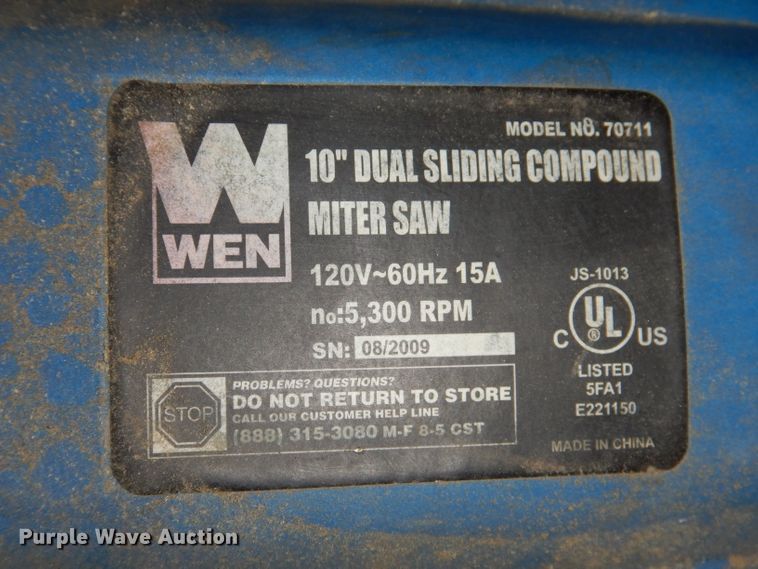 W
WEN
MODEL NO. 70711
10" DUAL SLIDING COMPOUND
MITER SAW
120V~60Hz 15A
no:5,300 RPM
SN: 08/2009
JS-1013
C UL ® US
LISTED
5FA1
E221150
STOP
PROBLEMS? QUESTIONS?
DO NOT RETURN TO STORE
CALL OUR CUSTOMER HELP LINE
(888) 315-3080 M-F 8-5 CST
MADE IN CHINA
Purple Wave Auction